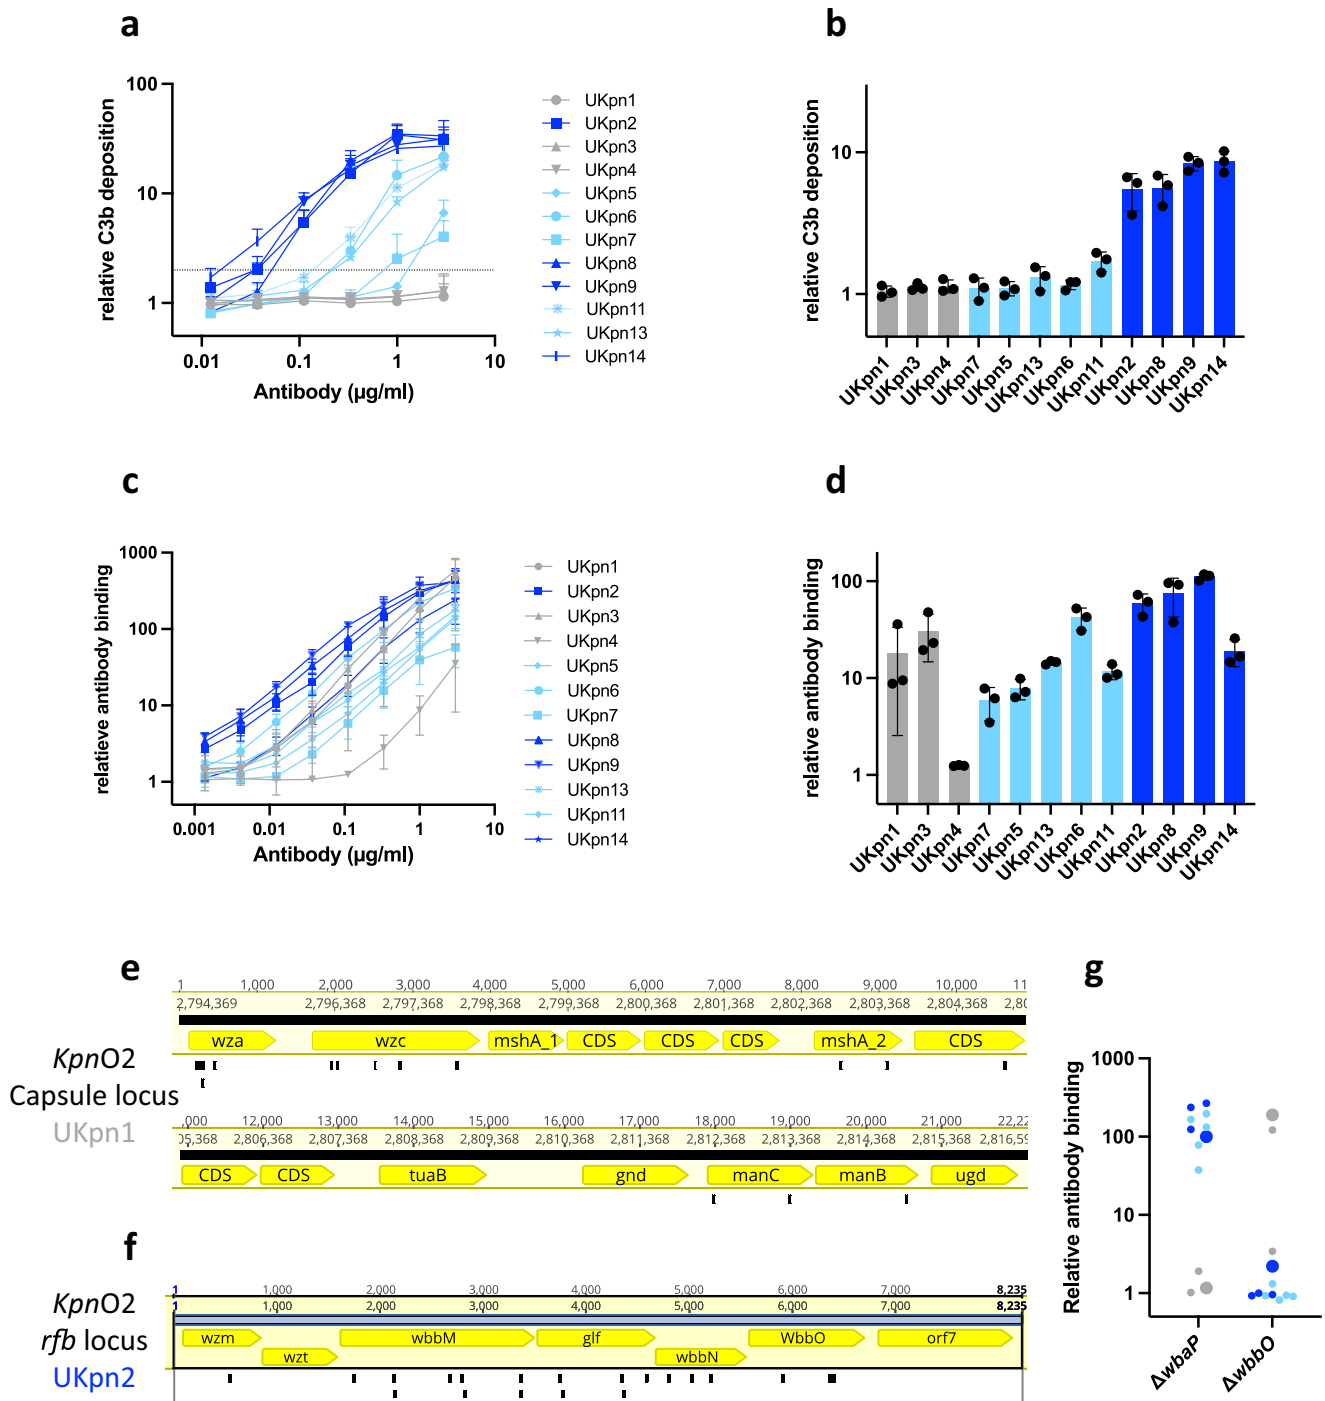 a
relative C3b deposition
100
10
1
0.01
0.1
1
10
Antibody (µg/ml)
UKpn1
UKpn2
UKpn3
UKpn4
UKpn5
UKpn6
UKpn7
UKpn8
UKpn9
UKpn11
UKpn13
UKpn14
b
relative C3b deposition
10
1
UKpn1
UKpn3
UKpn4
UKpn7
UKpn5
UKpn13
UKpn6
UKpn11
UKpn2
UKpn8
UKpn9
UKpn14
c
relatieve antibody binding
1000
100
10
1
0.001
0.01
0.1
1
10
Antibody (µg/ml)
UKpn1
UKpn2
UKpn3
UKpn4
UKpn5
UKpn6
UKpn7
UKpn8
UKpn9
UKpn13
UKpn11
UKpn14
d
relative antibody binding
100
10
1
UKpn1
UKpn3
UKpn4
UKpn7
UKpn5
UKpn13
UKpn6
UKpn11
UKpn2
UKpn8
UKpn9
UKpn14
e
1 1,000 2,000 3,000 4,000 5,000 6,000 7,000 8,000 9,000 10,000 11
2,794,369 2,796,368 2,797,368 2,798,368 2,799,368 2,800,368 2,801,368 2,802,368 2,803,368 2,804,368 2,80
wza wzc mshA_1 CDS CDS CDS mshA_2 CDS
KpnO2
Capsule locus
UKpn1
,000 12,000 13,000 14,000 15,000 16,000 17,000 18,000 19,000 20,000 21,000 22,22
05,368 2,806,368 2,807,368 2,808,368 2,809,368 2,810,368 2,811,368 2,812,368 2,813,368 2,814,368 2,815,368 2,816,59
CDS CDS tuaB gnd manC manB ugd
f
1 1,000 2,000 3,000 4,000 5,000 6,000 7,000 8,235
1 1,000 2,000 3,000 4,000 5,000 6,000 7,000 8,235
KpnO2
rfb locus
UKpn2
wzm wbbM glf WbbO orf7
wzt wbbN
g
Relative antibody binding
1000
100
10
1
ΔwbaP
ΔwbbO